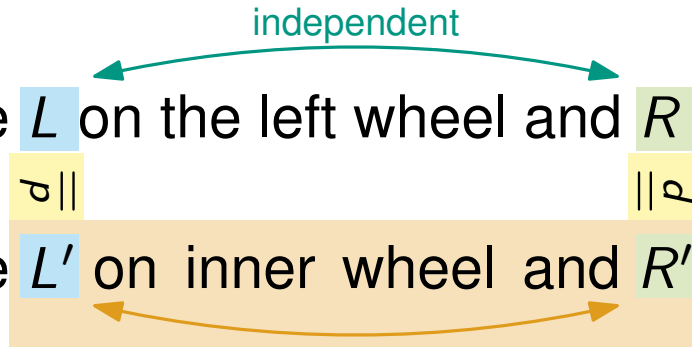 independent
e L on the left wheel and R
d = = d
e L′ on inner wheel and R′